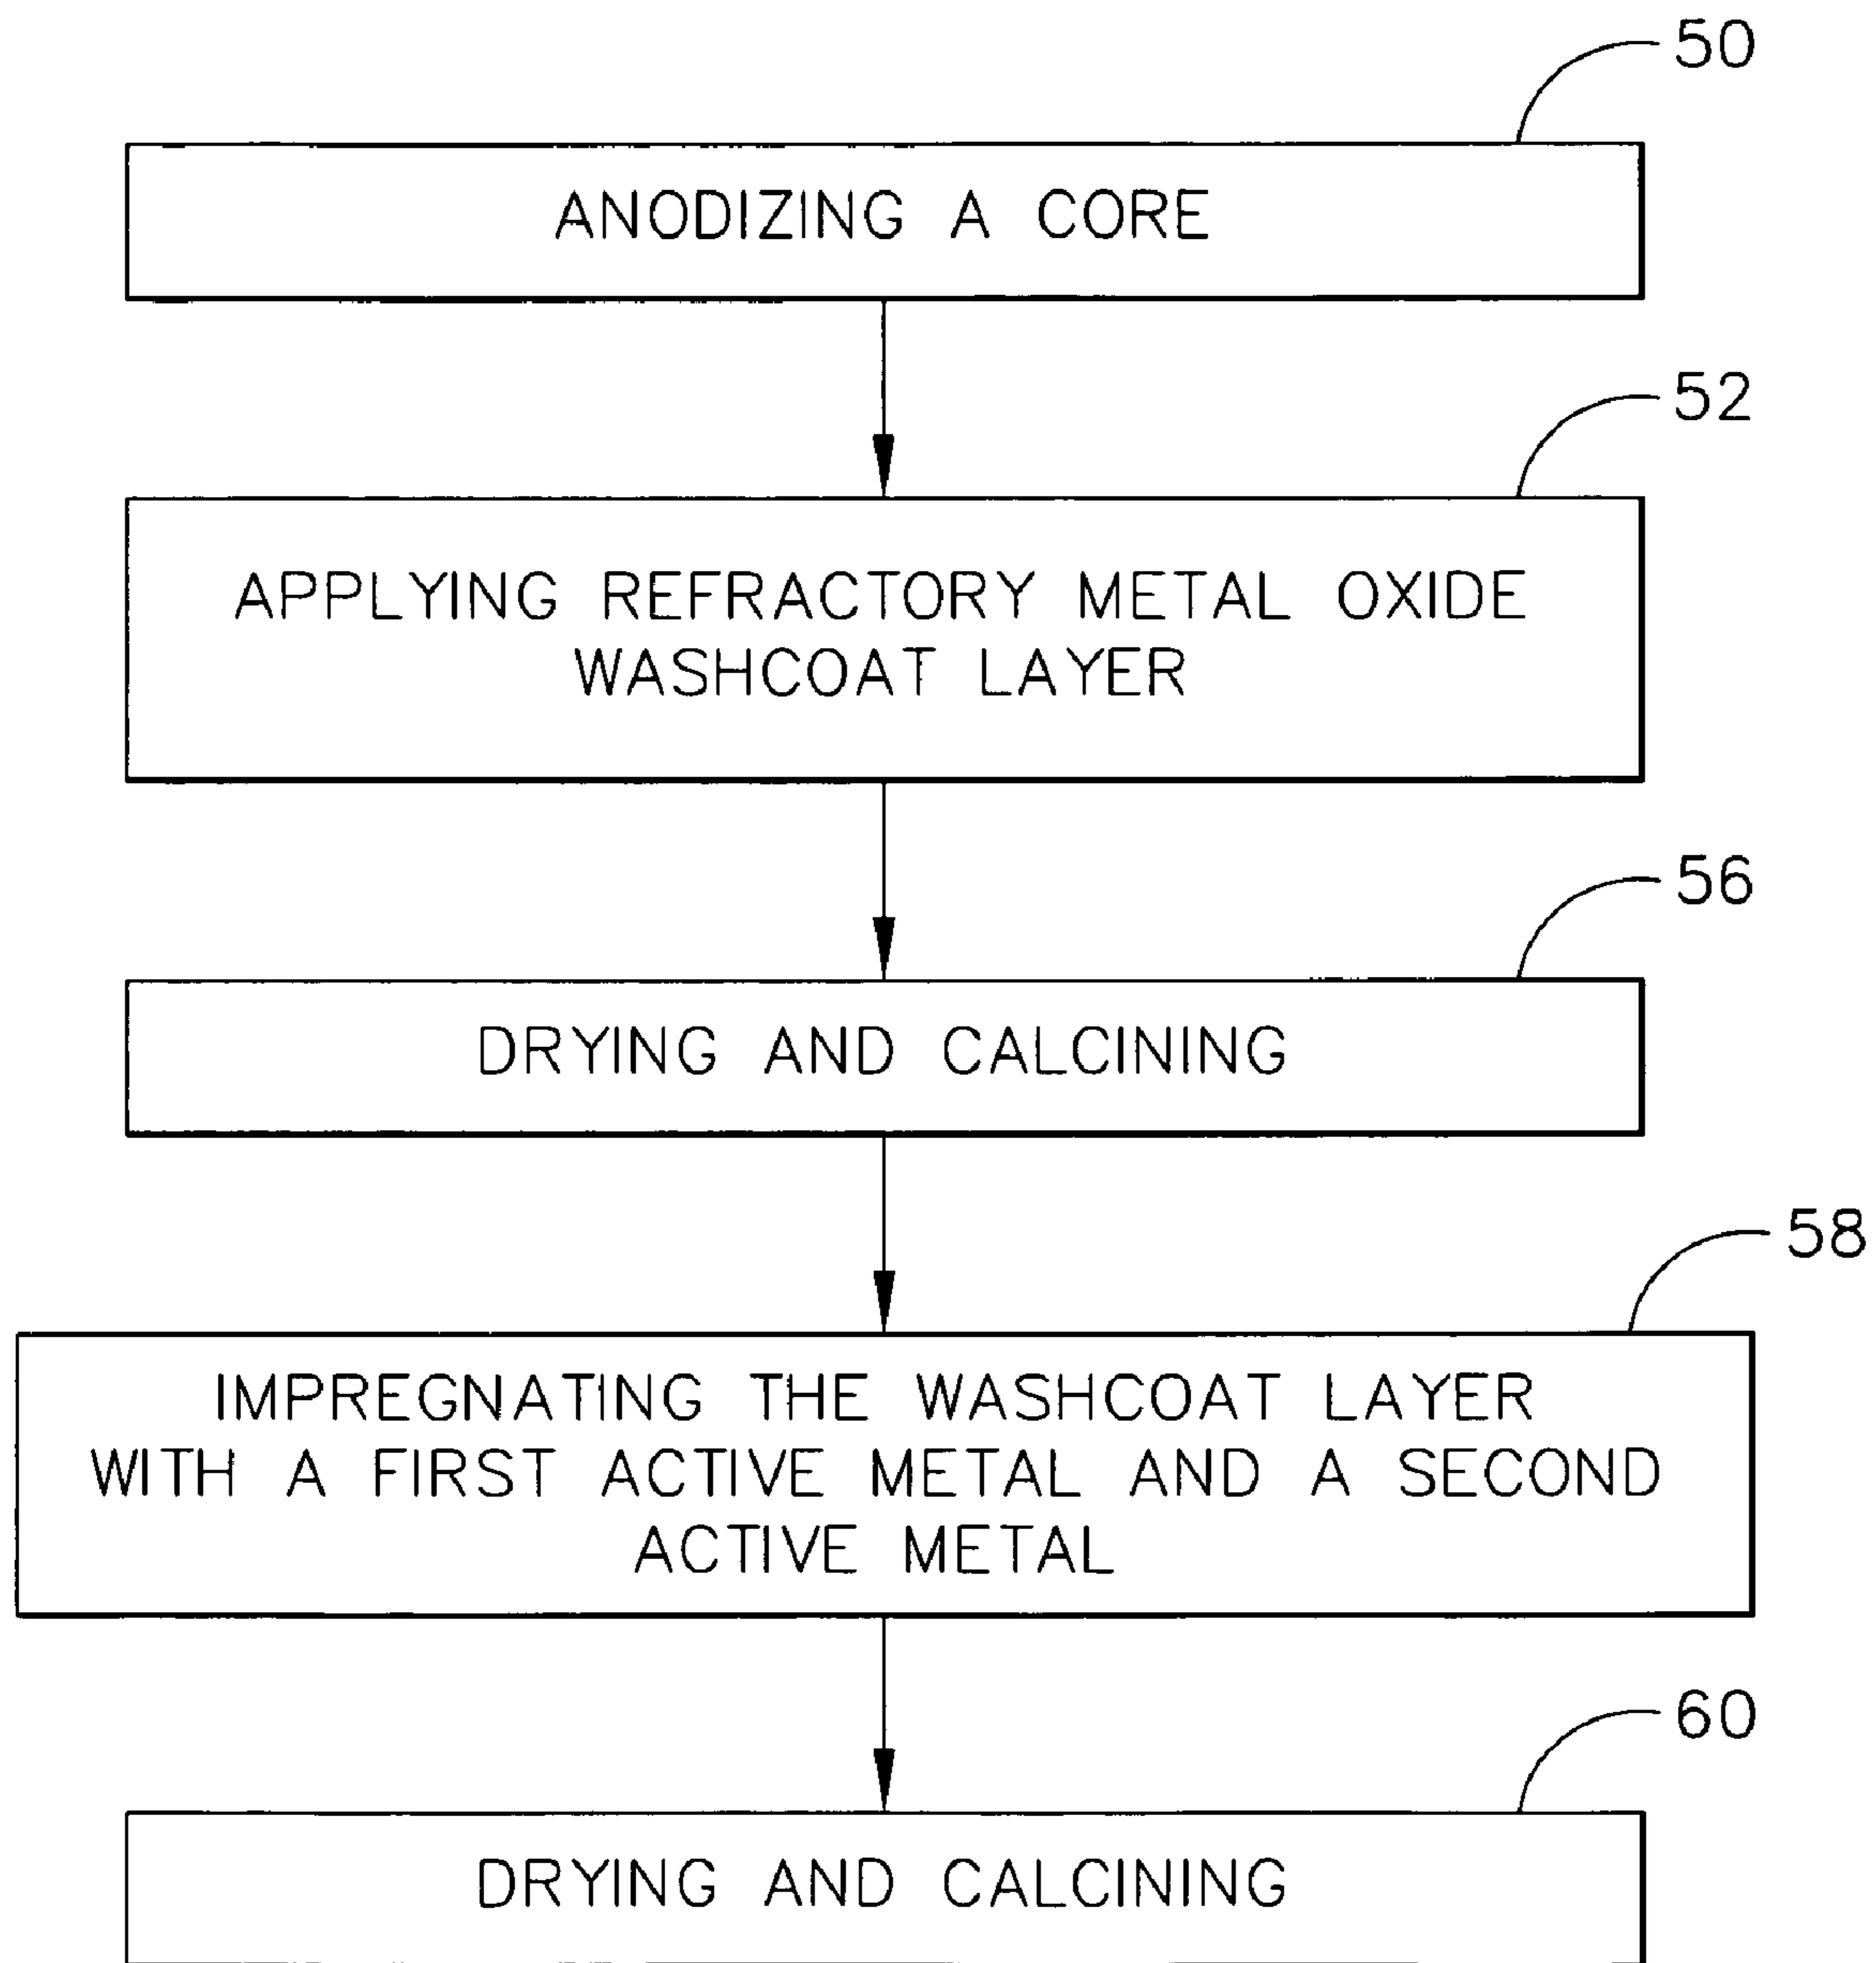 50
ANODIZING A CORE
52
APPLYING REFRACTORY METAL OXIDE
WASHCOAT LAYER
56
DRYING AND CALCINING
58
IMPREGNATING THE WASHCOAT LAYER
WITH A FIRST ACTIVE METAL AND A SECOND
ACTIVE METAL
60
DRYING AND CALCINING